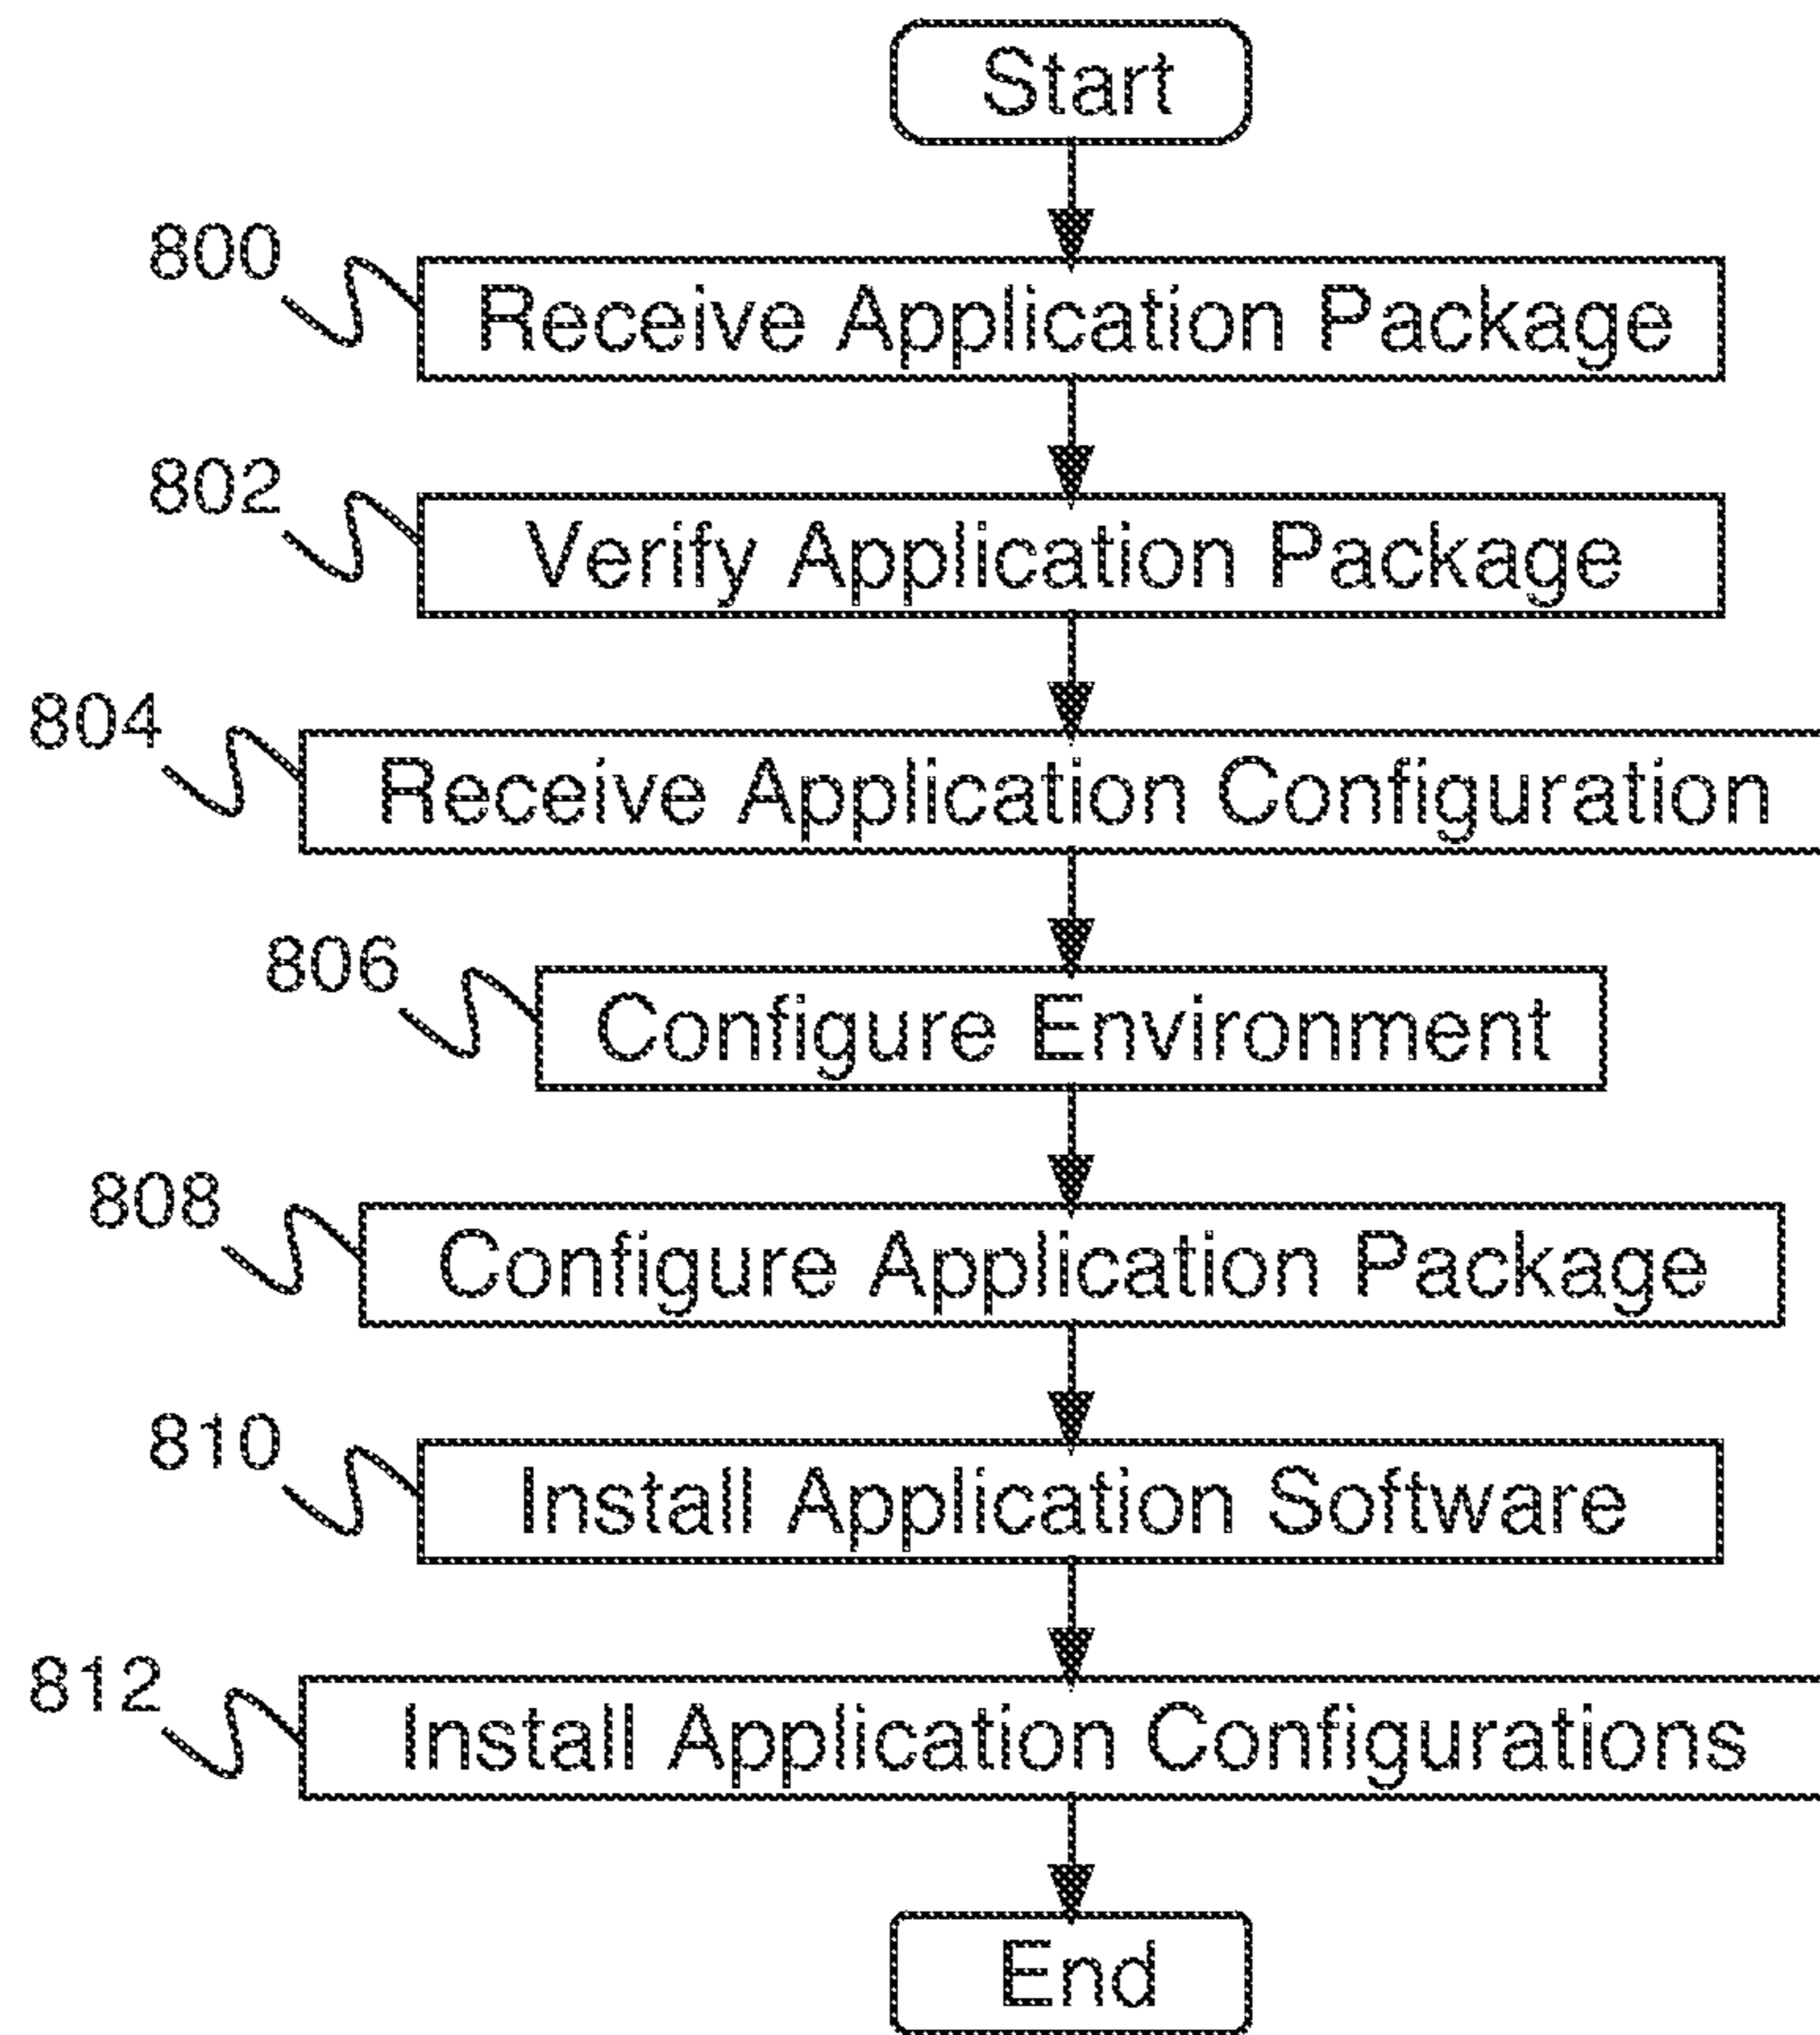 Start
800
Receive Application Package
802
Verify Application Package
804
Receive Application Configuration
806
Configure Environment
808
Configure Application Package
810
Install Application Software
812
Install Application Configurations
End